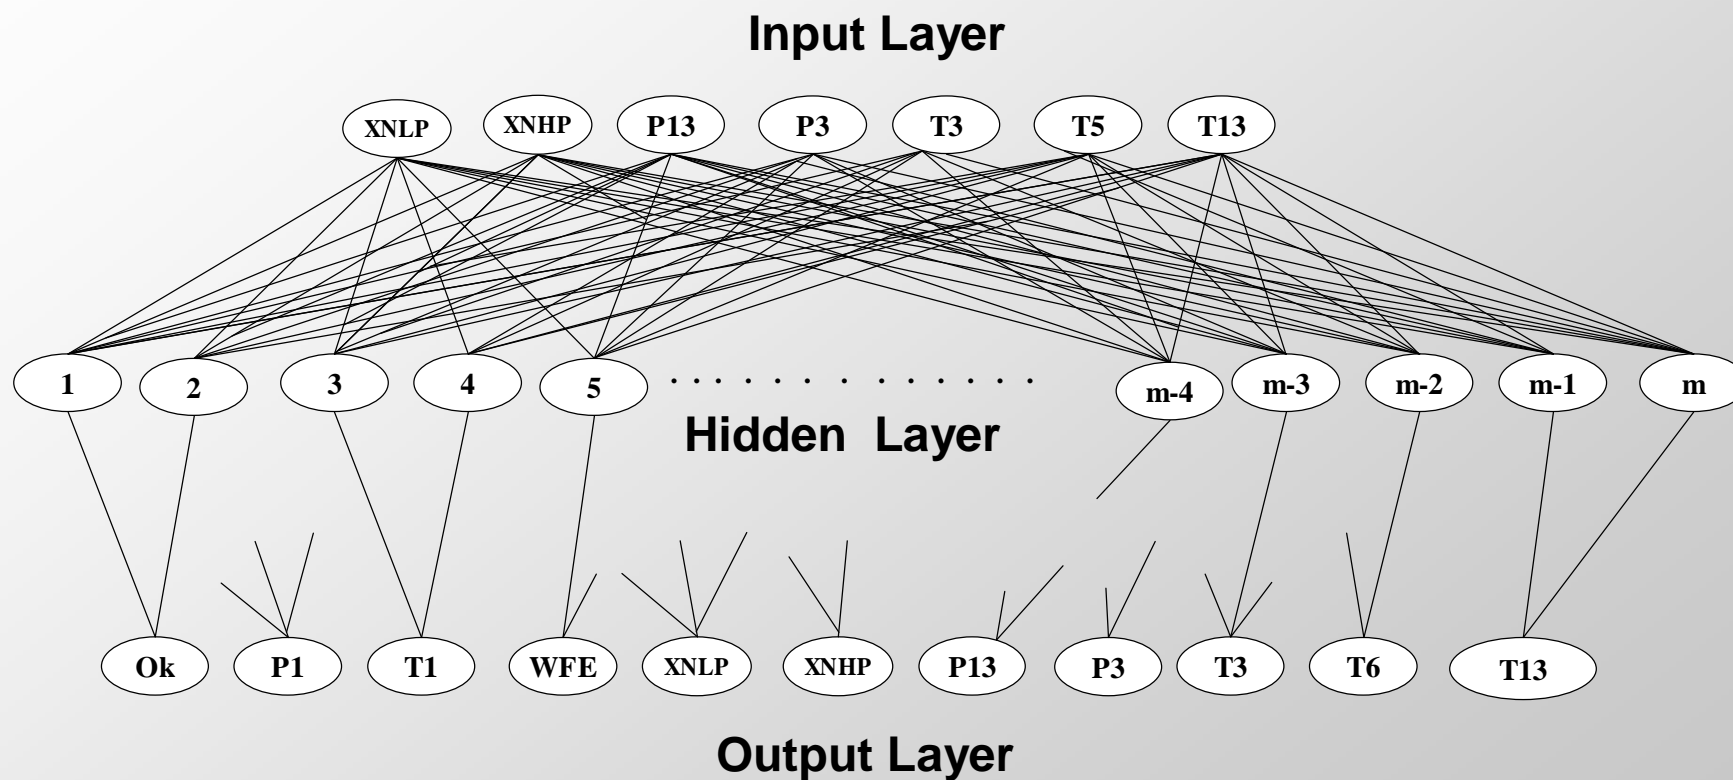 Input Layer
XNLP XNHP P13 P3 T3 T5 T13
1 2 3 4 5 . . . . . . . . . . . . . m-4 m-3 m-2 m-1 m
Hidden Layer
Ok P1 T1 WFE XNLP XNHP P13 P3 T3 T6 T13
Output Layer